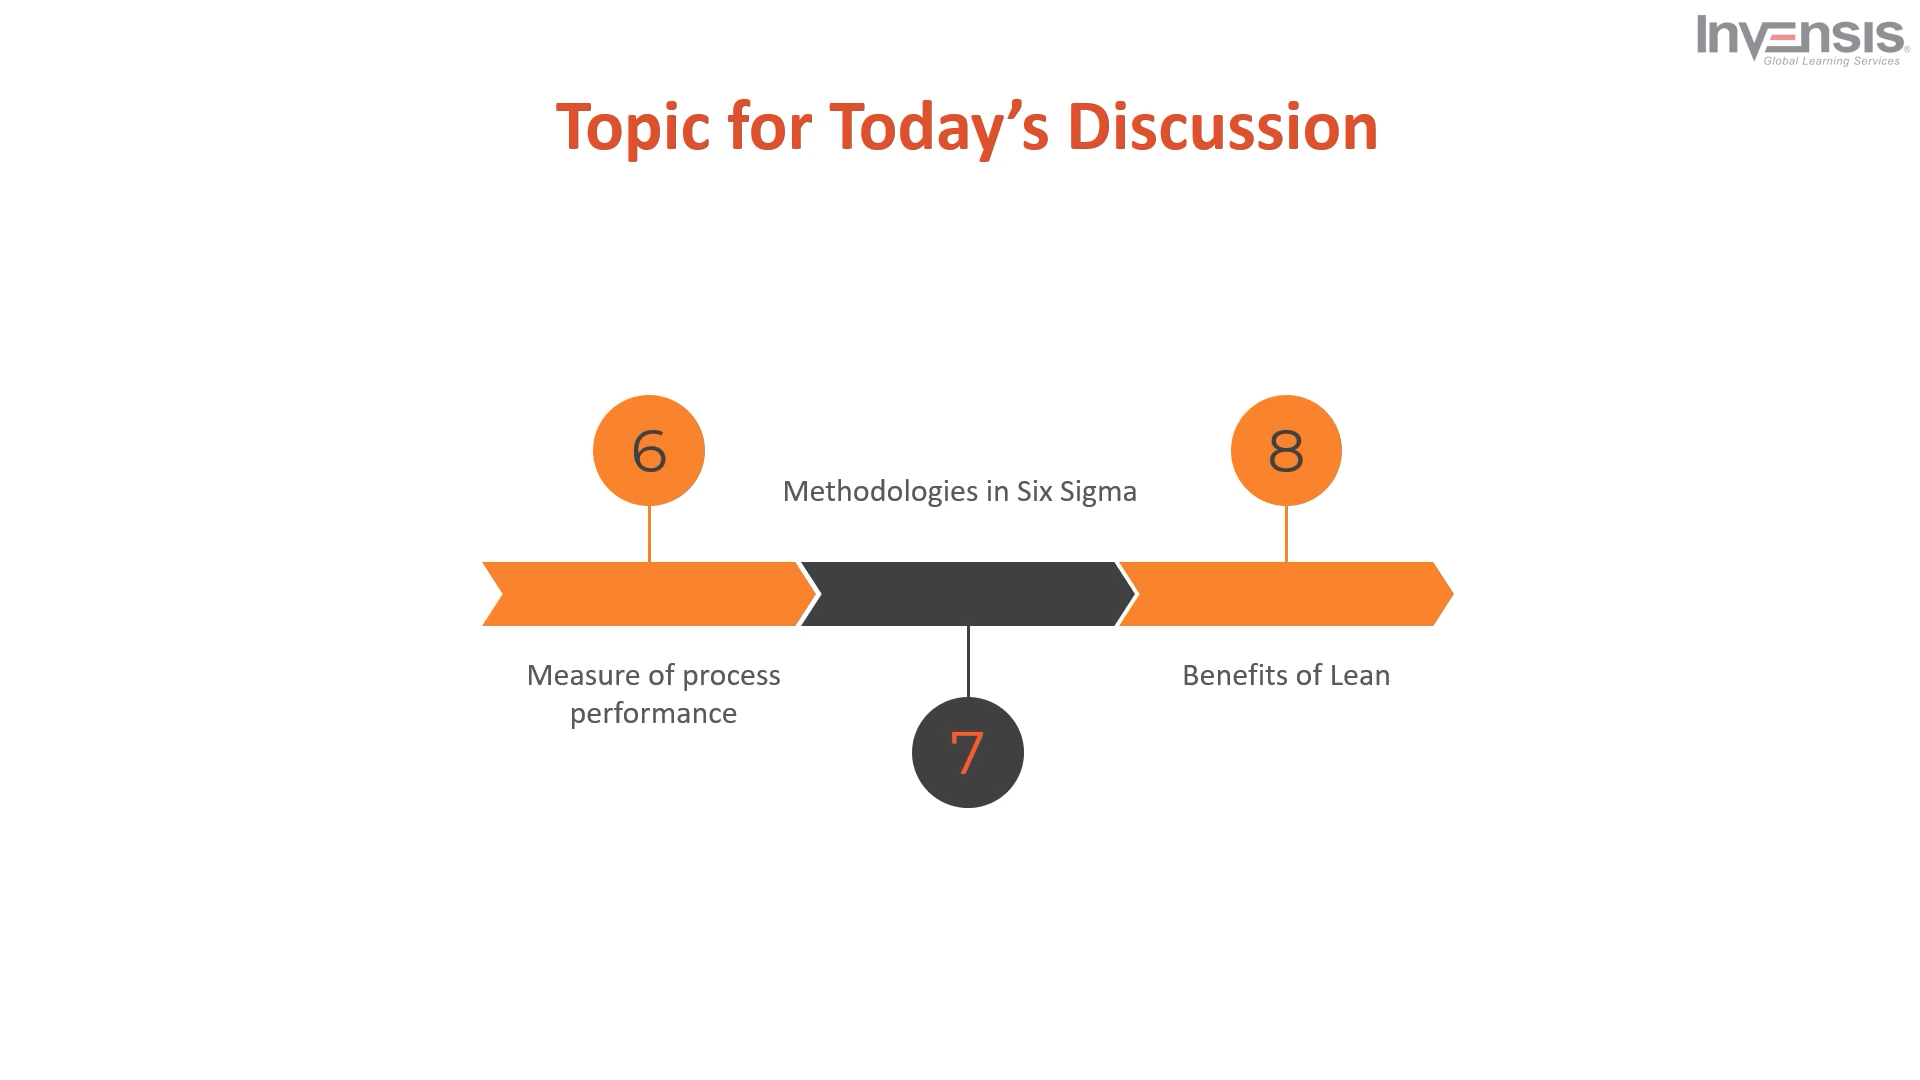 Invensis®
Global Learning Services
Topic for Today’s Discussion
6
8
Methodologies in Six Sigma
Measure of process
performance
Benefits of Lean
7